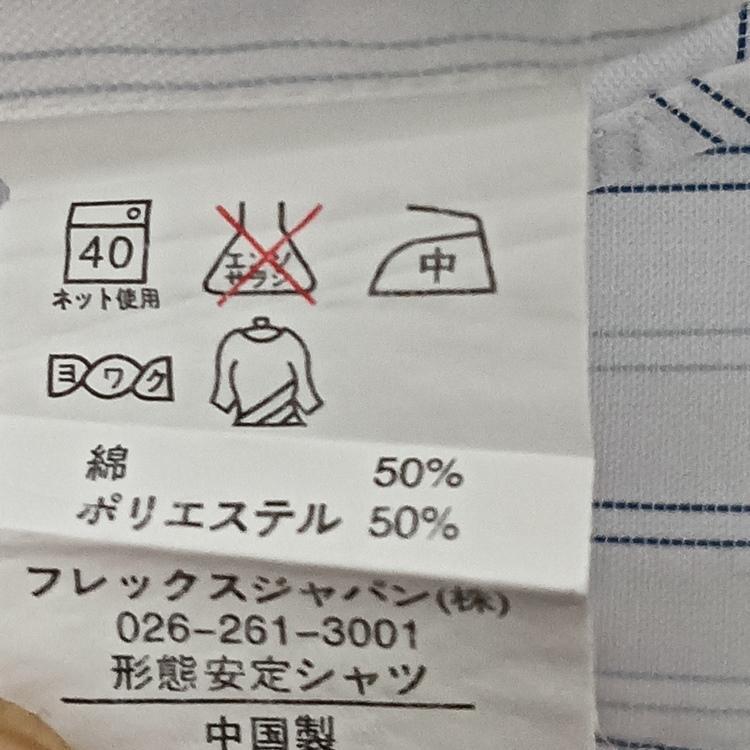 40
ネット使用
エンソ
サラシ
中
ヨワク
綿 50%
ポリエステル 50%
フレックスジャパン(株)
026-261-3001
形態安定シャツ
中国製